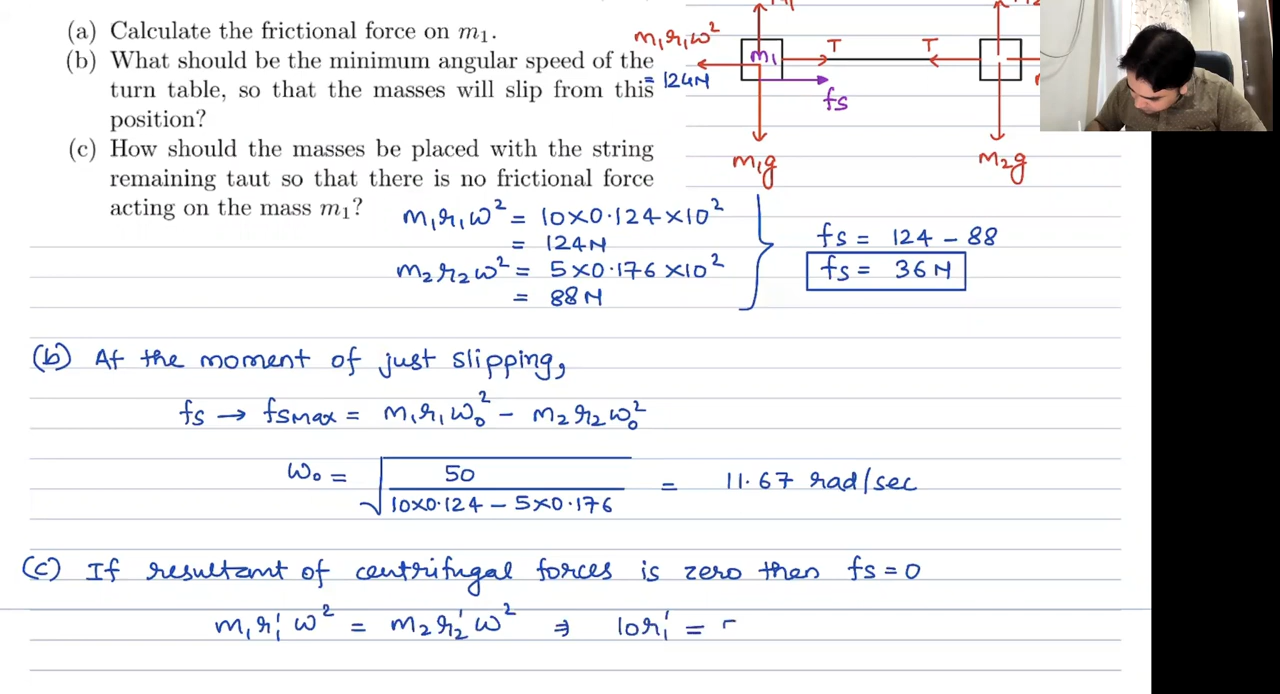 (a) Calculate the frictional force on m₁.
(b) What should be the minimum angular speed of the
turn table, so that the masses will slip from this
position?
(c) How should the masses be placed with the string
remaining taut so that there is no frictional force
acting on the mass m₁?
m₁r₁ω²
= 124N
m₁
T
T
fs
m₁g
m₂g
m₁r₁ω² = 10×0.124×10²
= 124N
m₂r₂ω² = 5×0.176×10²
= 88N
fs = 124 - 88
fs = 36N
(b) At the moment of just slipping,
fs → fsmax = m₁r₁ω₀² - m₂r₂ω₀²
ω₀ = √(50 / (10×0.124 - 5×0.176)) = 11.67 rad/sec
(c) If resultant of centrifugal forces is zero then fs = 0
m₁r₁'ω² = m₂r₂'ω² ⇒ 10r₁' =